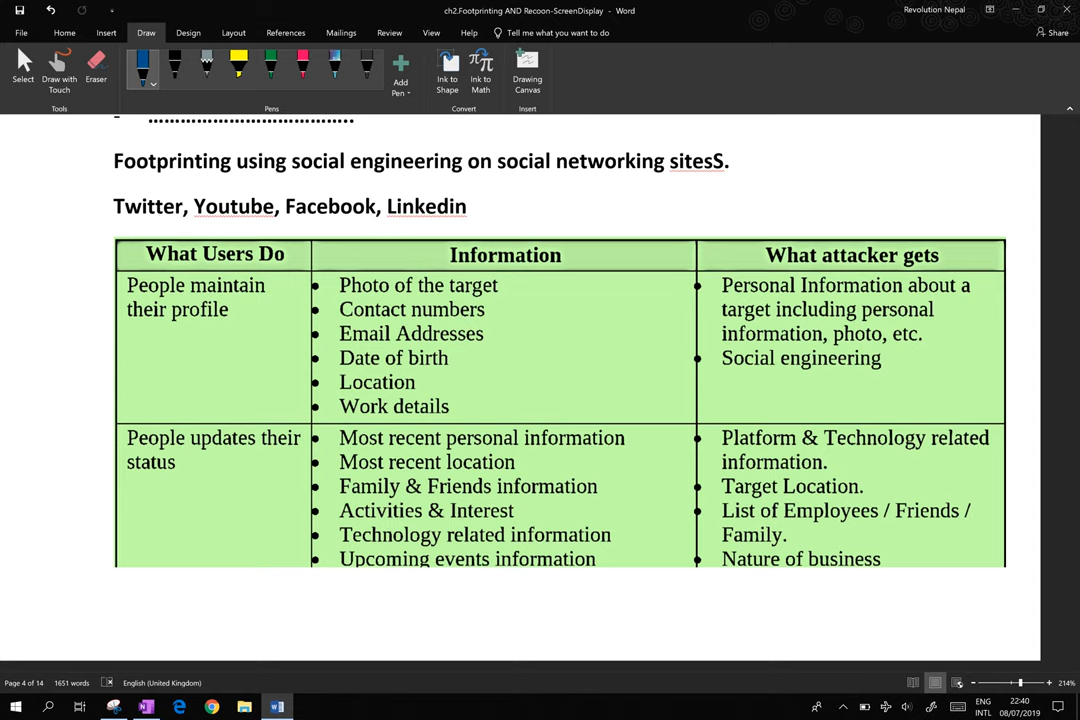 ch2.Footprinting AND Recoon-ScreenDisplay - Word
Revolution Nepal
File Home Insert Draw Design Layout References Mailings Review View Help Tell me what you want to do
Share
Select
Draw with Touch
Eraser
Add Pen
Ink to Shape
Ink to Math
Drawing Canvas
Tools
Pens
Convert
Insert
- ........................................
Footprinting using social engineering on social networking sitesS.
Twitter, Youtube, Facebook, Linkedin
What Users Do
Information
What attacker gets
People maintain
their profile
• Photo of the target
• Contact numbers
• Email Addresses
• Date of birth
• Location
• Work details
• Personal Information about a
target including personal
information, photo, etc.
• Social engineering
People updates their
status
• Most recent personal information
• Most recent location
• Family & Friends information
• Activities & Interest
• Technology related information
• Upcoming events information
• Platform & Technology related
information.
• Target Location.
• List of Employees / Friends /
Family.
• Nature of business
Page 4 of 14
1651 words
English (United Kingdom)
214%
ENG
INTL
22:40
08/07/2019